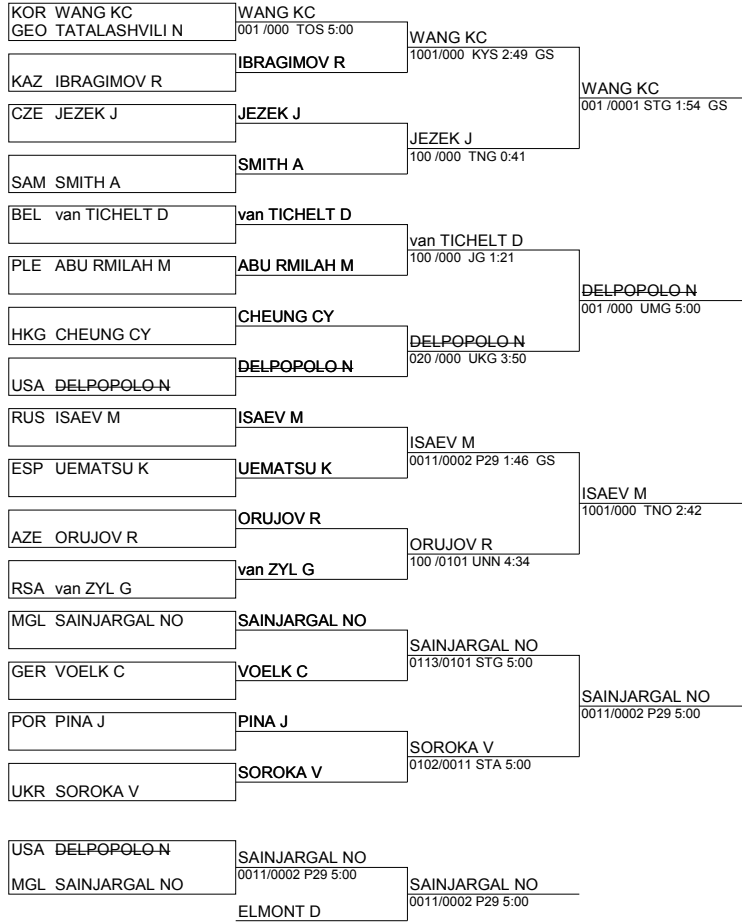 KOR WANG KC
GEO TATALASHVILI N
WANG KC
001 /000 TOS 5:00
WANG KC
1001/000 KYS 2:49 GS
KAZ IBRAGIMOV R
IBRAGIMOV R
WANG KC
001 /0001 STG 1:54 GS
CZE JEZEK J
JEZEK J
JEZEK J
100 /000 TNG 0:41
SAM SMITH A
SMITH A
BEL van TICHELT D
van TICHELT D
van TICHELT D
100 /000 JG 1:21
PLE ABU RMILAH M
ABU RMILAH M
DELPOPOLO N
001 /000 UMG 5:00
HKG CHEUNG CY
CHEUNG CY
DELPOPOLO N
020 /000 UKG 3:50
USA DELPOPOLO N
DELPOPOLO N
RUS ISAEV M
ISAEV M
ISAEV M
0011/0002 P29 1:46 GS
ESP UEMATSU K
UEMATSU K
ISAEV M
1001/000 TNO 2:42
AZE ORUJOV R
ORUJOV R
ORUJOV R
100 /0101 UNN 4:34
RSA van ZYL G
van ZYL G
MGL SAINJARGAL NO
SAINJARGAL NO
SAINJARGAL NO
0113/0101 STG 5:00
GER VOELK C
VOELK C
SAINJARGAL NO
0011/0002 P29 5:00
POR PINA J
PINA J
SOROKA V
0102/0011 STA 5:00
UKR SOROKA V
SOROKA V
USA DELPOPOLO N
MGL SAINJARGAL NO
SAINJARGAL NO
0011/0002 P29 5:00
SAINJARGAL NO
0011/0002 P29 5:00
ELMONT D